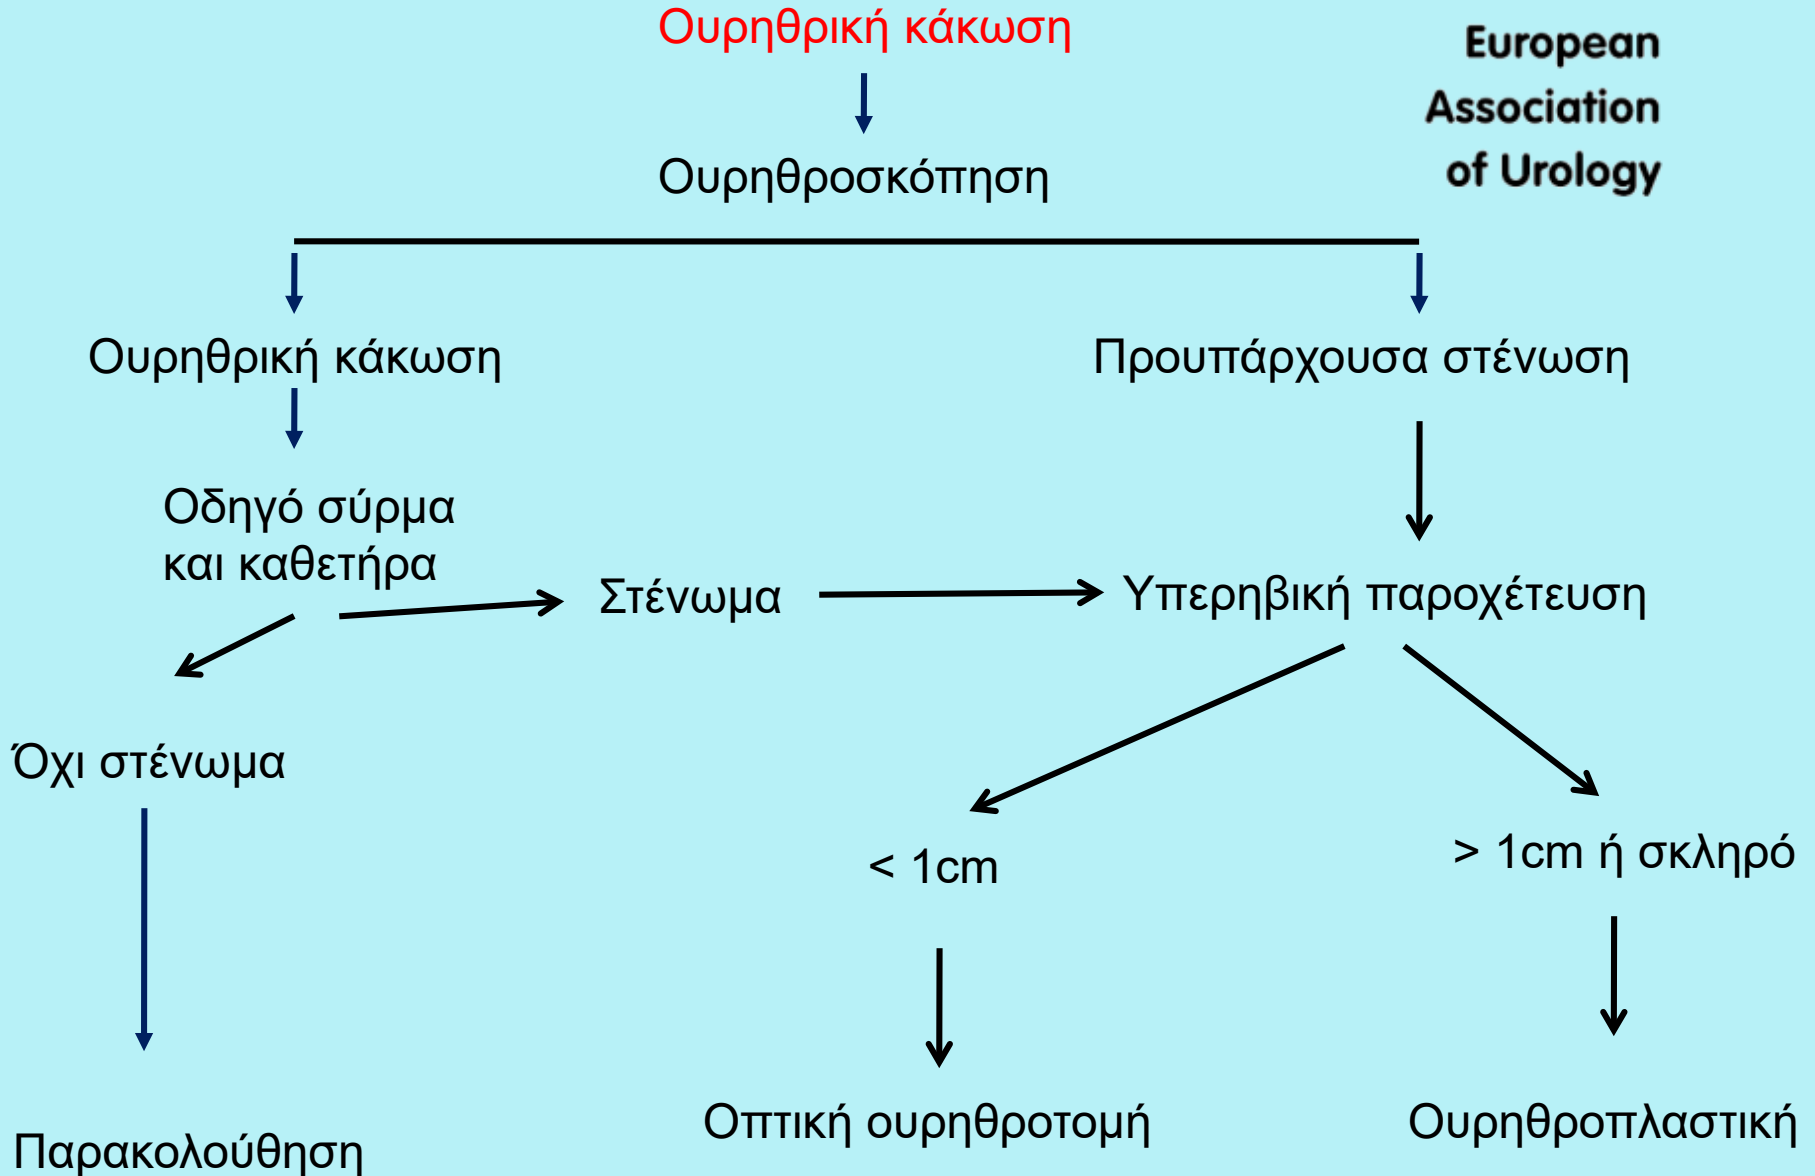 Ουρηθρική κάκωση
European
Association
of Urology
Ουρηθροσκόπηση
Ουρηθρική κάκωση
Προυπάρχουσα στένωση
Οδηγό σύρμα
και καθετήρα
Στένωμα
Υπερηβική παροχέτευση
Όχι στένωμα
< 1cm
> 1cm ή σκληρό
Οπτική ουρηθροτομή
Ουρηθροπλαστική
Παρακολούθηση